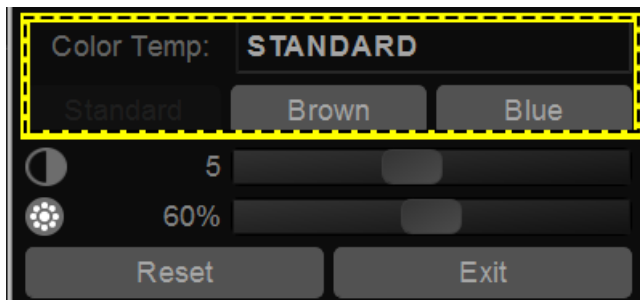 Color Temp: STANDARD
Standard Brown Blue
5
60%
Reset Exit